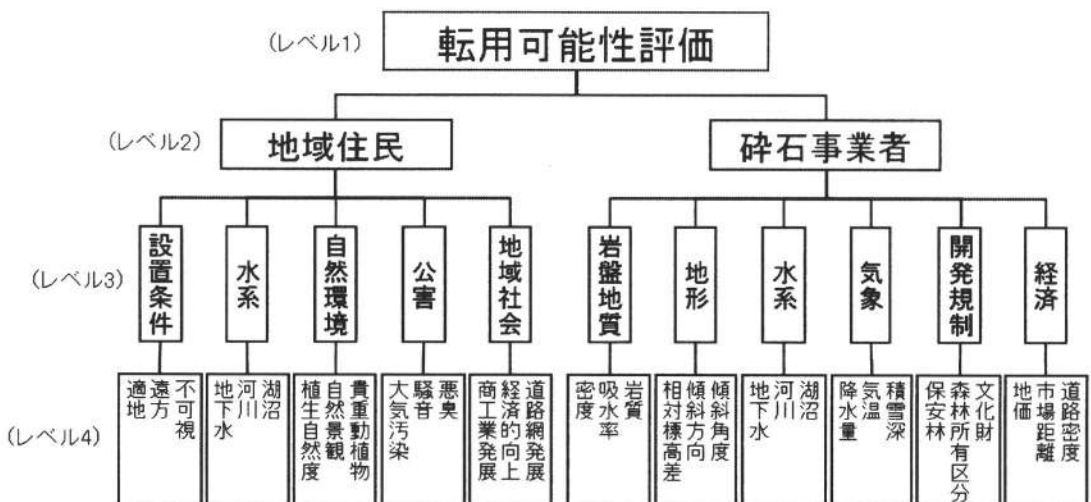 (レベル1)
転用可能性評価
(レベル2)
地域住民
砕石事業者
(レベル3)
設置条件
水系
自然環境
公害
地域社会
岩盤地質
地形
水系
気象
開発規制
経済
(レベル4)
不可視
遠方
適地
湖沼
河川
地下水
貴重動植物
自然景観
植生自然度
悪臭
騒音
大気汚染
道路網発展
経済的向上
商工業発展
岩質
吸水率
密度
傾斜角度
傾斜方向
相対標高差
湖沼
河川
地下水
積雪深
気温
降水量
文化財
森林所有区分
保安林
道路密度
市場距離
地価